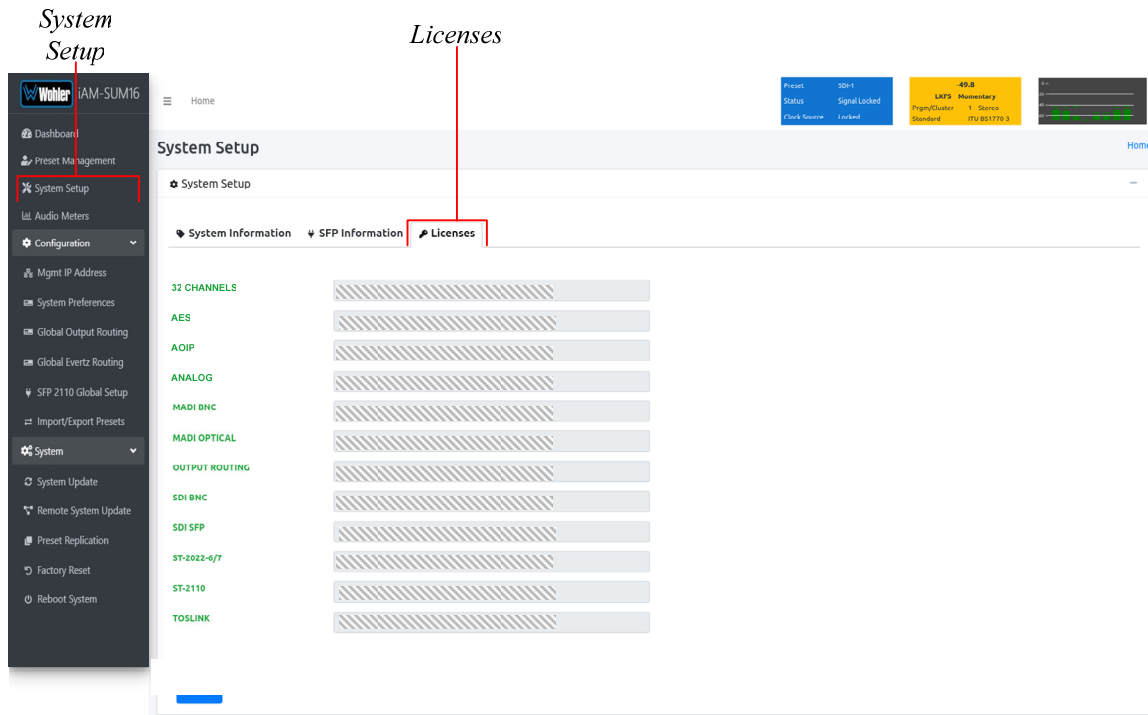 System
Setup
Licenses
Wohler iAM-SUM16
Home
Preset SDI-1
Status Signal Locked
Clock Source Locked
-49.8
LKFS Momentary
Prgm/Cluster 1 Stereo
Standard ITU BS1770 3
Dashboard
Preset Management
System Setup
Audio Meters
Configuration
Mgmt IP Address
System Preferences
Global Output Routing
Global Evertz Routing
SFP 2110 Global Setup
Import/Export Presets
System
System Update
Remote System Update
Preset Replication
Factory Reset
Reboot System
System Setup
Home
System Setup
System Information
SFP Information
Licenses
32 CHANNELS
AES
AOIP
ANALOG
MADI BNC
MADI OPTICAL
OUTPUT ROUTING
SDI BNC
SDI SFP
ST-2022-6/7
ST-2110
TOSLINK